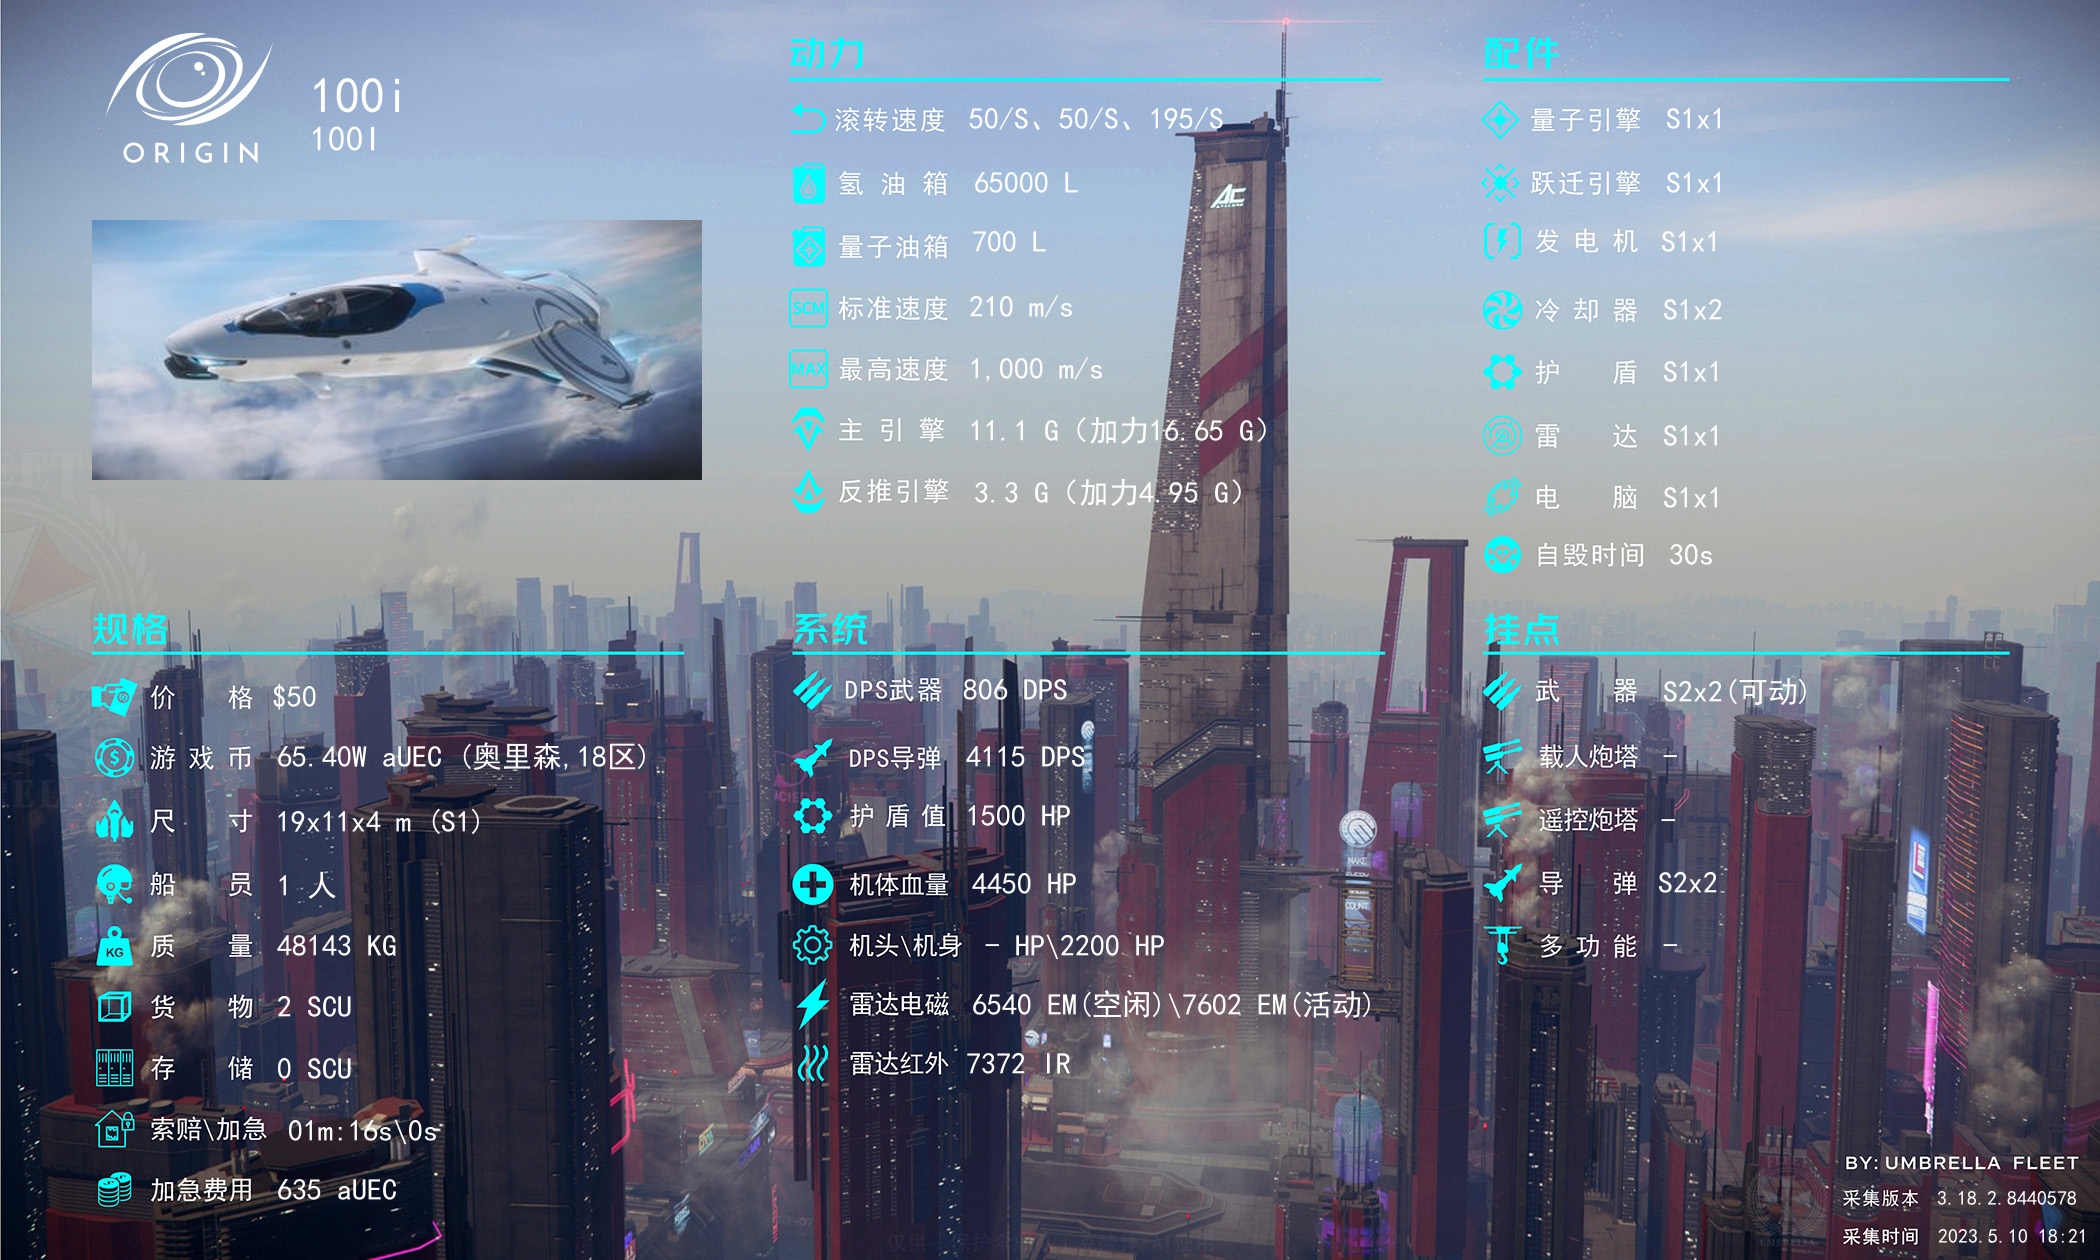 ORIGIN
100i
100I
动力
滚转速度 50/S、50/S、195/S
氢油箱 65000 L
量子油箱 700 L
SCM 标准速度 210 m/s
MAX 最高速度 1,000 m/s
主引擎 11.1 G（加力16.65 G）
反推引擎 3.3 G（加力4.95 G）
配件
量子引擎 S1x1
跃迁引擎 S1x1
发电机 S1x1
冷却器 S1x2
护盾 S1x1
雷达 S1x1
电脑 S1x1
自毁时间 30s
规格
价格 $50
游戏币 65.40W aUEC (奥里森,18区)
尺寸 19x11x4 m (S1)
船员 1 人
KG 质量 48143 KG
货物 2 SCU
存储 0 SCU
索赔\加急 01m:16s\0s
加急费用 635 aUEC
系统
DPS武器 806 DPS
DPS导弹 4115 DPS
护盾值 1500 HP
机体血量 4450 HP
机头\机身 - HP\2200 HP
雷达电磁 6540 EM(空闲)\7602 EM(活动)
雷达红外 7372 IR
挂点
武器 S2x2(可动)
载人炮塔 -
遥控炮塔 -
导弹 S2x2
多功能 -
AC
MAKE
EVERY
COUNT
BY: UMBRELLA FLEET
采集版本 3.18.2.8440578
采集时间 2023.5.10 18:21